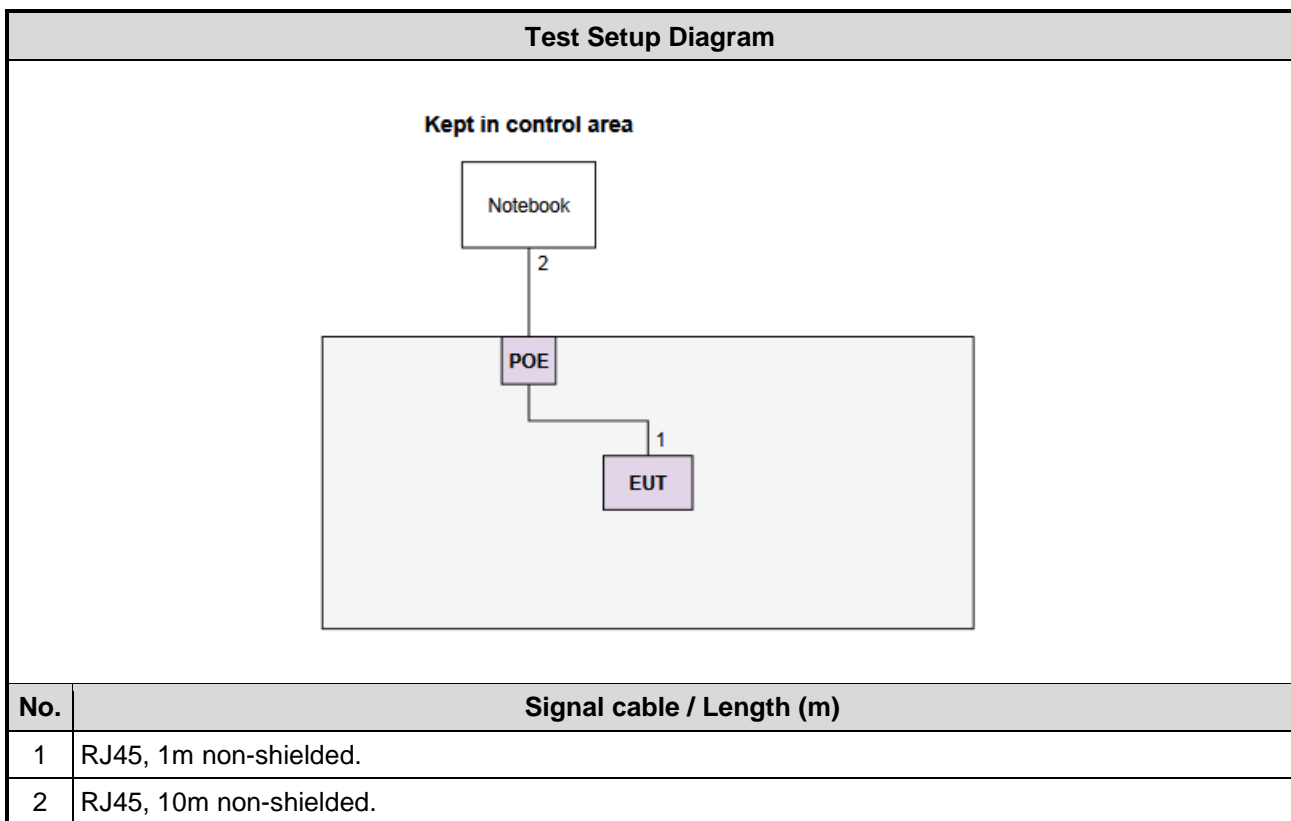 Test Setup Diagram
Kept in control area
Notebook
2
POE
1
EUT
No. Signal cable / Length (m)
1 RJ45, 1m non-shielded.
2 RJ45, 10m non-shielded.